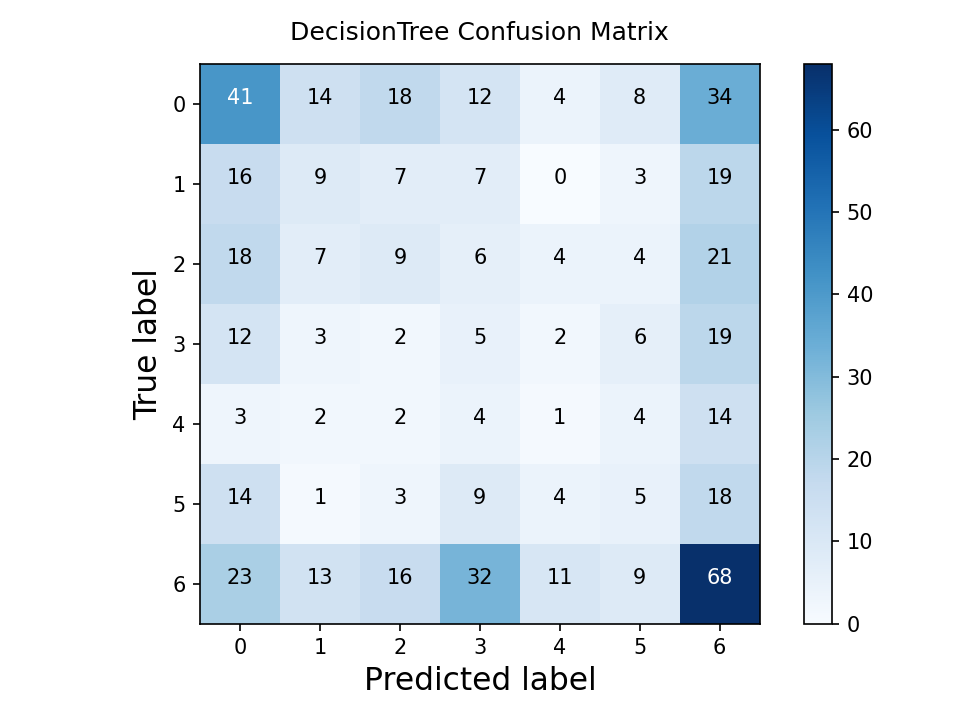 DecisionTree Confusion Matrix
0 41 14 18 12 4 8 34
1 16 9 7 7 0 3 19
2 18 7 9 6 4 4 21
3 12 3 2 5 2 6 19
4 3 2 2 4 1 4 14
5 14 1 3 9 4 5 18
6 23 13 16 32 11 9 68
0 1 2 3 4 5 6
Predicted label
True label
60
50
40
30
20
10
0